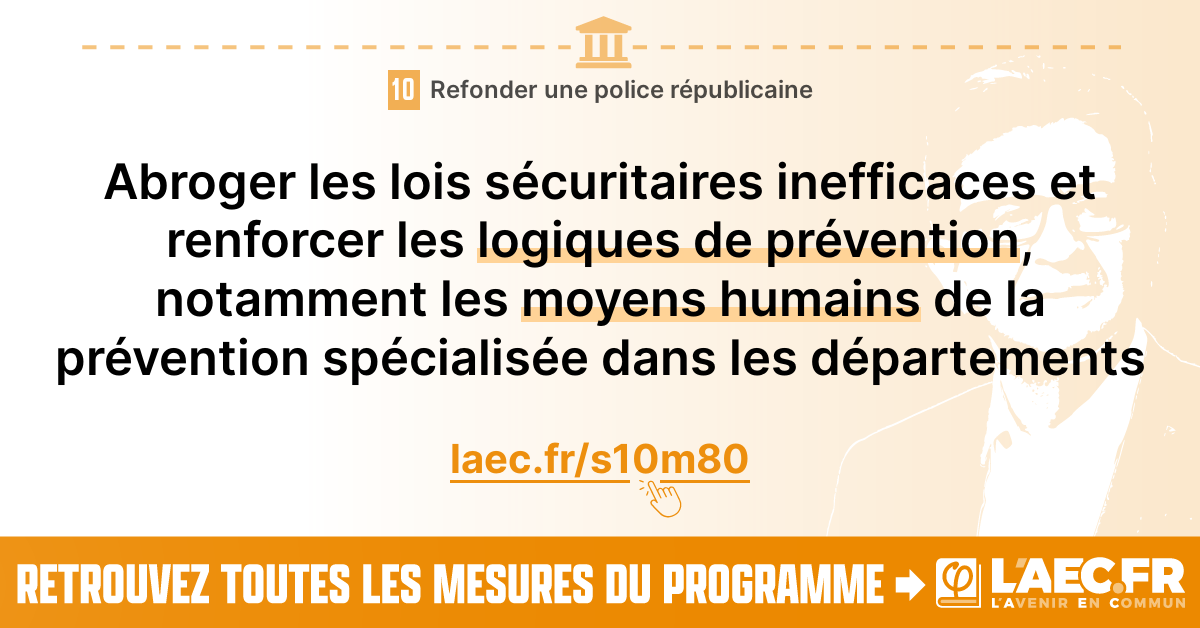 10 Refonder une police républicaine
Abroger les lois sécuritaires inefficaces et
renforcer les logiques de prévention,
notamment les moyens humains de la
prévention spécialisée dans les départements
laec.fr/s10m80
RETROUVEZ TOUTES LES MESURES DU PROGRAMME
φ L'AEC.FR
L'AVENIR EN COMMUN